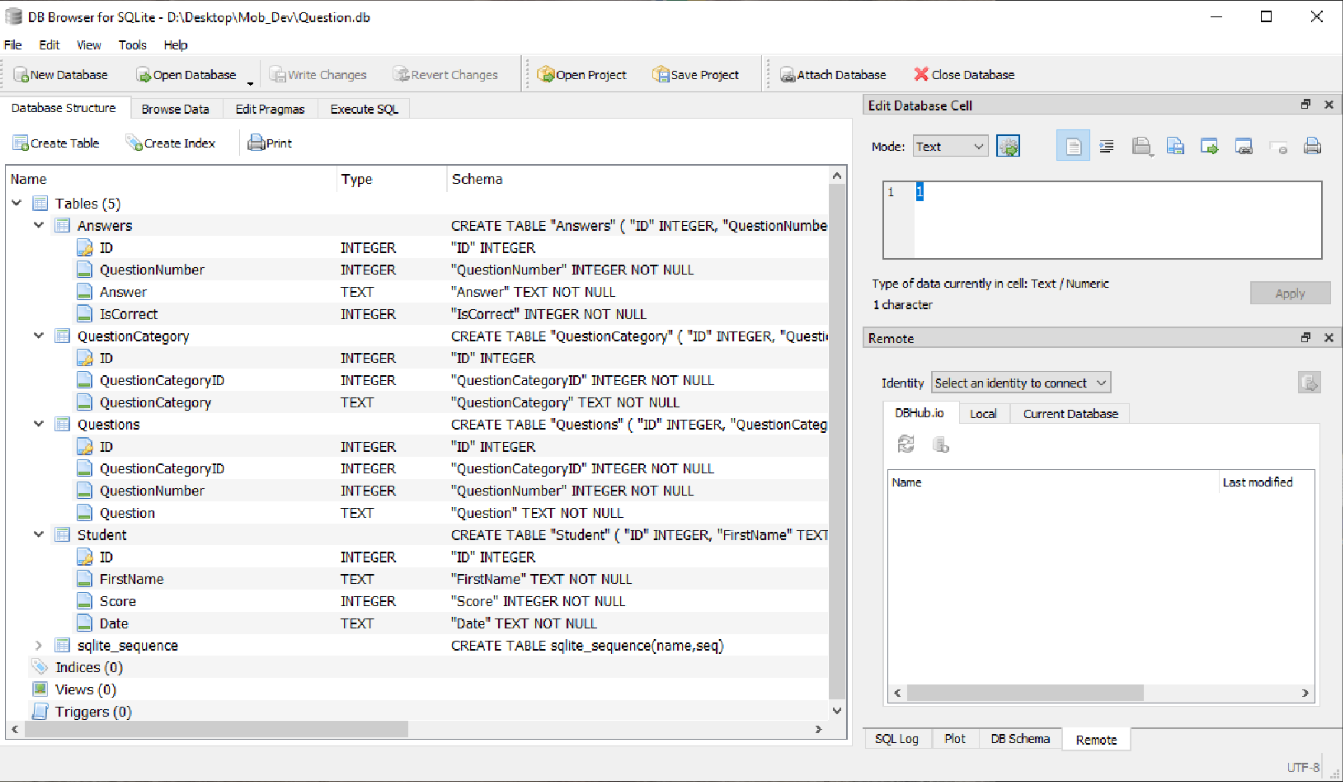 DB Browser for SQLite - D:\Desktop\Mob_Dev\Question.db
File Edit View Tools Help
New Database Open Database Write Changes Revert Changes Open Project Save Project Attach Database Close Database
Database Structure Browse Data Edit Pragmas Execute SQL
Create Table Create Index Print
Name Type Schema
Tables (5)
Answers CREATE TABLE "Answers" ( "ID" INTEGER, "QuestionNumbe
ID INTEGER "ID" INTEGER
QuestionNumber INTEGER "QuestionNumber" INTEGER NOT NULL
Answer TEXT "Answer" TEXT NOT NULL
IsCorrect INTEGER "IsCorrect" INTEGER NOT NULL
QuestionCategory CREATE TABLE "QuestionCategory" ( "ID" INTEGER, "Questi
ID INTEGER "ID" INTEGER
QuestionCategoryID INTEGER "QuestionCategoryID" INTEGER NOT NULL
QuestionCategory TEXT "QuestionCategory" TEXT NOT NULL
Questions CREATE TABLE "Questions" ( "ID" INTEGER, "QuestionCateg
ID INTEGER "ID" INTEGER
QuestionCategoryID INTEGER "QuestionCategoryID" INTEGER NOT NULL
QuestionNumber INTEGER "QuestionNumber" INTEGER NOT NULL
Question TEXT "Question" TEXT NOT NULL
Student CREATE TABLE "Student" ( "ID" INTEGER, "FirstName" TEXT
ID INTEGER "ID" INTEGER
FirstName TEXT "FirstName" TEXT NOT NULL
Score INTEGER "Score" INTEGER NOT NULL
Date TEXT "Date" TEXT NOT NULL
sqlite_sequence CREATE TABLE sqlite_sequence(name,seq)
Indices (0)
Views (0)
Triggers (0)
Edit Database Cell
Mode: Text
1 1
Type of data currently in cell: Text / Numeric
1 character
Apply
Remote
Identity Select an identity to connect
DBHub.io Local Current Database
Name Last modified
SQL Log Plot DB Schema Remote
UTF-8